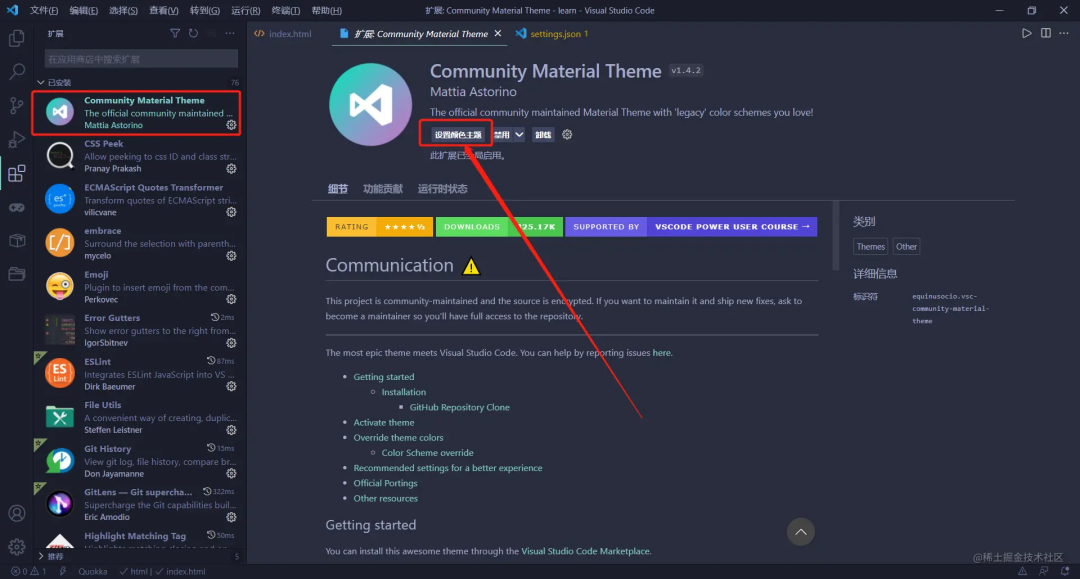 文件(F) 编辑(E) 选择(S) 查看(V) 转到(G) 运行(R) 终端(T) 帮助(H) 扩展: Community Material Theme - learn - Visual Studio Code
扩展
index.html
扩展: Community Material Theme
settings.json 1
在应用商店中搜索扩展
已安装 76
Community Material Theme
The official community maintained ...
Mattia Astorino
CSS Peek
Allow peeking to css ID and class str...
Pranay Prakash
ECMAScript Quotes Transformer
Transform quotes of ECMAScript stri...
vilicvane
embrace
Surround the selection with parenth...
mycelo
Emoji
Plugin to insert emoji from the com...
Perkovec
Error Gutters 2ms
Show error gutters to the right from...
IgorSbitnev
ESLint 87ms
Integrates ESLint JavaScript into VS ...
Dirk Baeumer
File Utils
A convenient way of creating, duplic...
Steffen Leistner
Git History 15ms
View git log, file history, compare br...
Don Jayamanne
GitLens — Git supercha... 322ms
Supercharge the Git capabilities buil...
Eric Amodio
Highlight Matching Tag 50ms
推荐 5
Community Material Theme v1.4.2
Mattia Astorino
The official community maintained Material Theme with 'legacy' color schemes you love!
设置颜色主题 禁用 卸载
此扩展已全局启用。
细节 功能贡献 运行时状态
RATING ★★★★½ DOWNLOADS 25.17K SUPPORTED BY VSCODE POWER USER COURSE →
Communication
This project is community-maintained and the source is encrypted. If you want to maintain it and ship new fixes, ask to
become a maintainer so you'll have full access to the repository.
The most epic theme meets Visual Studio Code. You can help by reporting issues here.
Getting started
Installation
GitHub Repository Clone
Activate theme
Override theme colors
Color Scheme override
Recommended settings for a better experience
Official Portings
Other resources
Getting started
You can install this awesome theme through the Visual Studio Code Marketplace.
类别
Themes Other
详细信息
标识符
equinusocio.vsc-
community-material-
theme
@稀土掘金技术社区
0 1 Quokka html index.html